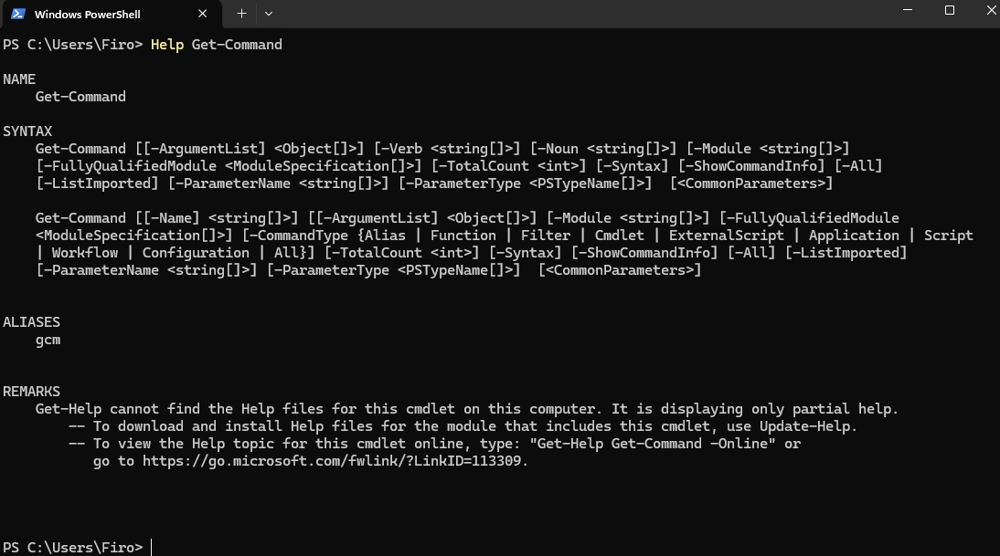 Windows PowerShell
PS C:\Users\Firo> Help Get-Command
NAME
    Get-Command
SYNTAX
    Get-Command [[-ArgumentList] <Object[]>] [-Verb <string[]>] [-Noun <string[]>] [-Module <string[]>]
    [-FullyQualifiedModule <ModuleSpecification[]>] [-TotalCount <int>] [-Syntax] [-ShowCommandInfo] [-All]
    [-ListImported] [-ParameterName <string[]>] [-ParameterType <PSTypeName[]>]  [<CommonParameters>]
    Get-Command [[-Name] <string[]>] [[-ArgumentList] <Object[]>] [-Module <string[]>] [-FullyQualifiedModule
    <ModuleSpecification[]>] [-CommandType {Alias | Function | Filter | Cmdlet | ExternalScript | Application | Script
    | Workflow | Configuration | All}] [-TotalCount <int>] [-Syntax] [-ShowCommandInfo] [-All] [-ListImported]
    [-ParameterName <string[]>] [-ParameterType <PSTypeName[]>]  [<CommonParameters>]
ALIASES
    gcm
REMARKS
    Get-Help cannot find the Help files for this cmdlet on this computer. It is displaying only partial help.
        -- To download and install Help files for the module that includes this cmdlet, use Update-Help.
        -- To view the Help topic for this cmdlet online, type: "Get-Help Get-Command -Online" or
           go to https://go.microsoft.com/fwlink/?LinkID=113309.
PS C:\Users\Firo>